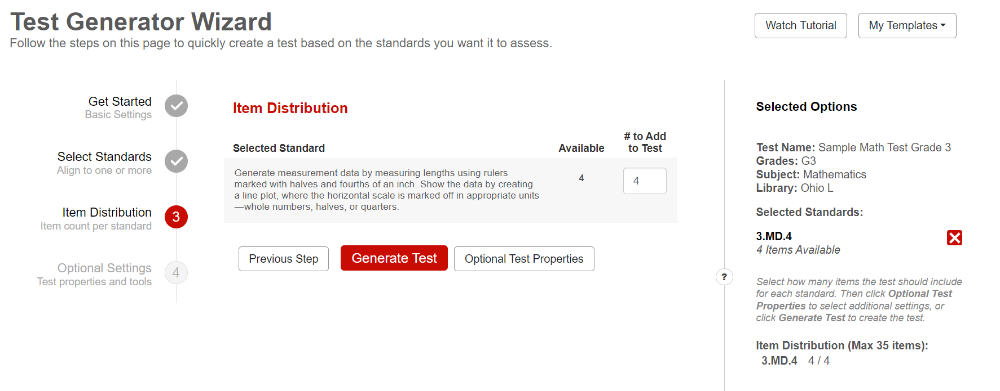 Test Generator Wizard
Follow the steps on this page to quickly create a test based on the standards you want it to assess.
Watch Tutorial
My Templates
Get Started
Basic Settings
Select Standards
Align to one or more
Item Distribution
Item count per standard
3
Optional Settings
Test properties and tools
4
Item Distribution
Selected Standard
Available
# to Add
to Test
Generate measurement data by measuring lengths using rulers
marked with halves and fourths of an inch. Show the data by creating
a line plot, where the horizontal scale is marked off in appropriate units
—whole numbers, halves, or quarters.
4
4
Previous Step
Generate Test
Optional Test Properties
?
Selected Options
Test Name: Sample Math Test Grade 3
Grades: G3
Subject: Mathematics
Library: Ohio L
Selected Standards:
3.MD.4
4 Items Available
Select how many items the test should include
for each standard. Then click Optional Test
Properties to select additional settings, or
click Generate Test to create the test.
Item Distribution (Max 35 items):
3.MD.4 4 / 4